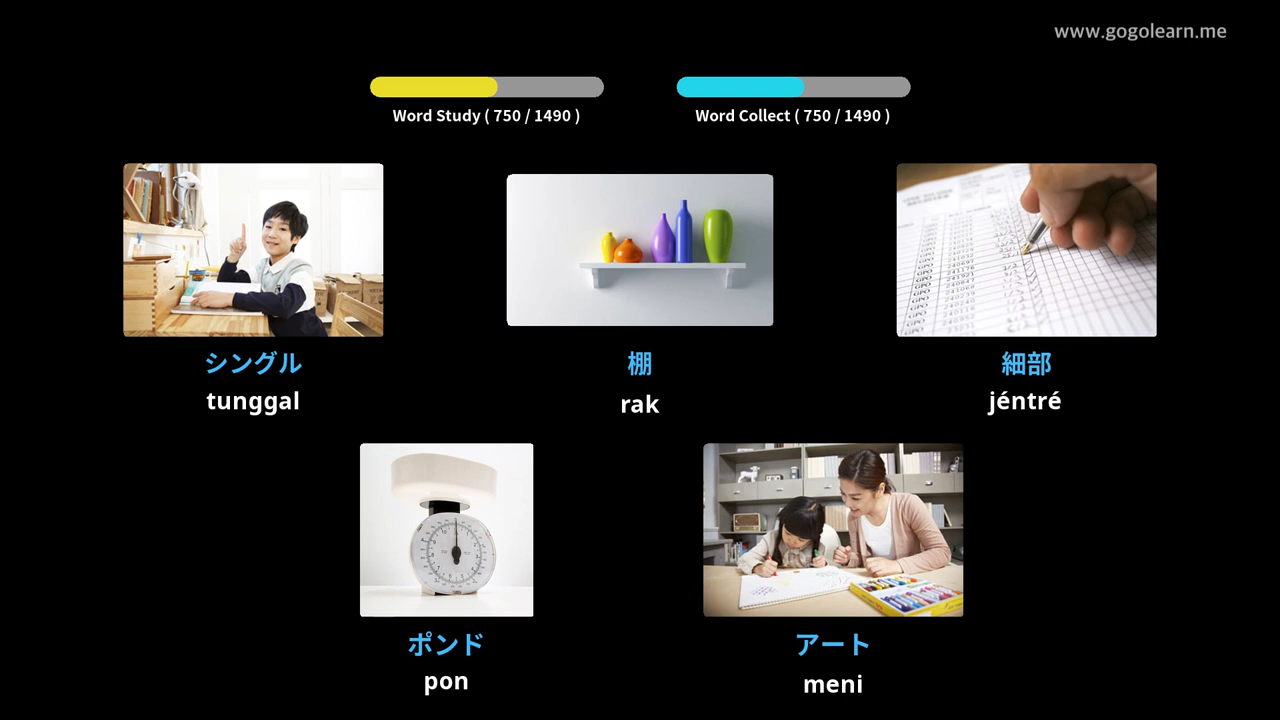 www.gogolearn.me
Word Study ( 750 / 1490 )
Word Collect ( 750 / 1490 )
シングル
tunggal
棚
rak
細部
jéntré
ポンド
pon
アート
meni